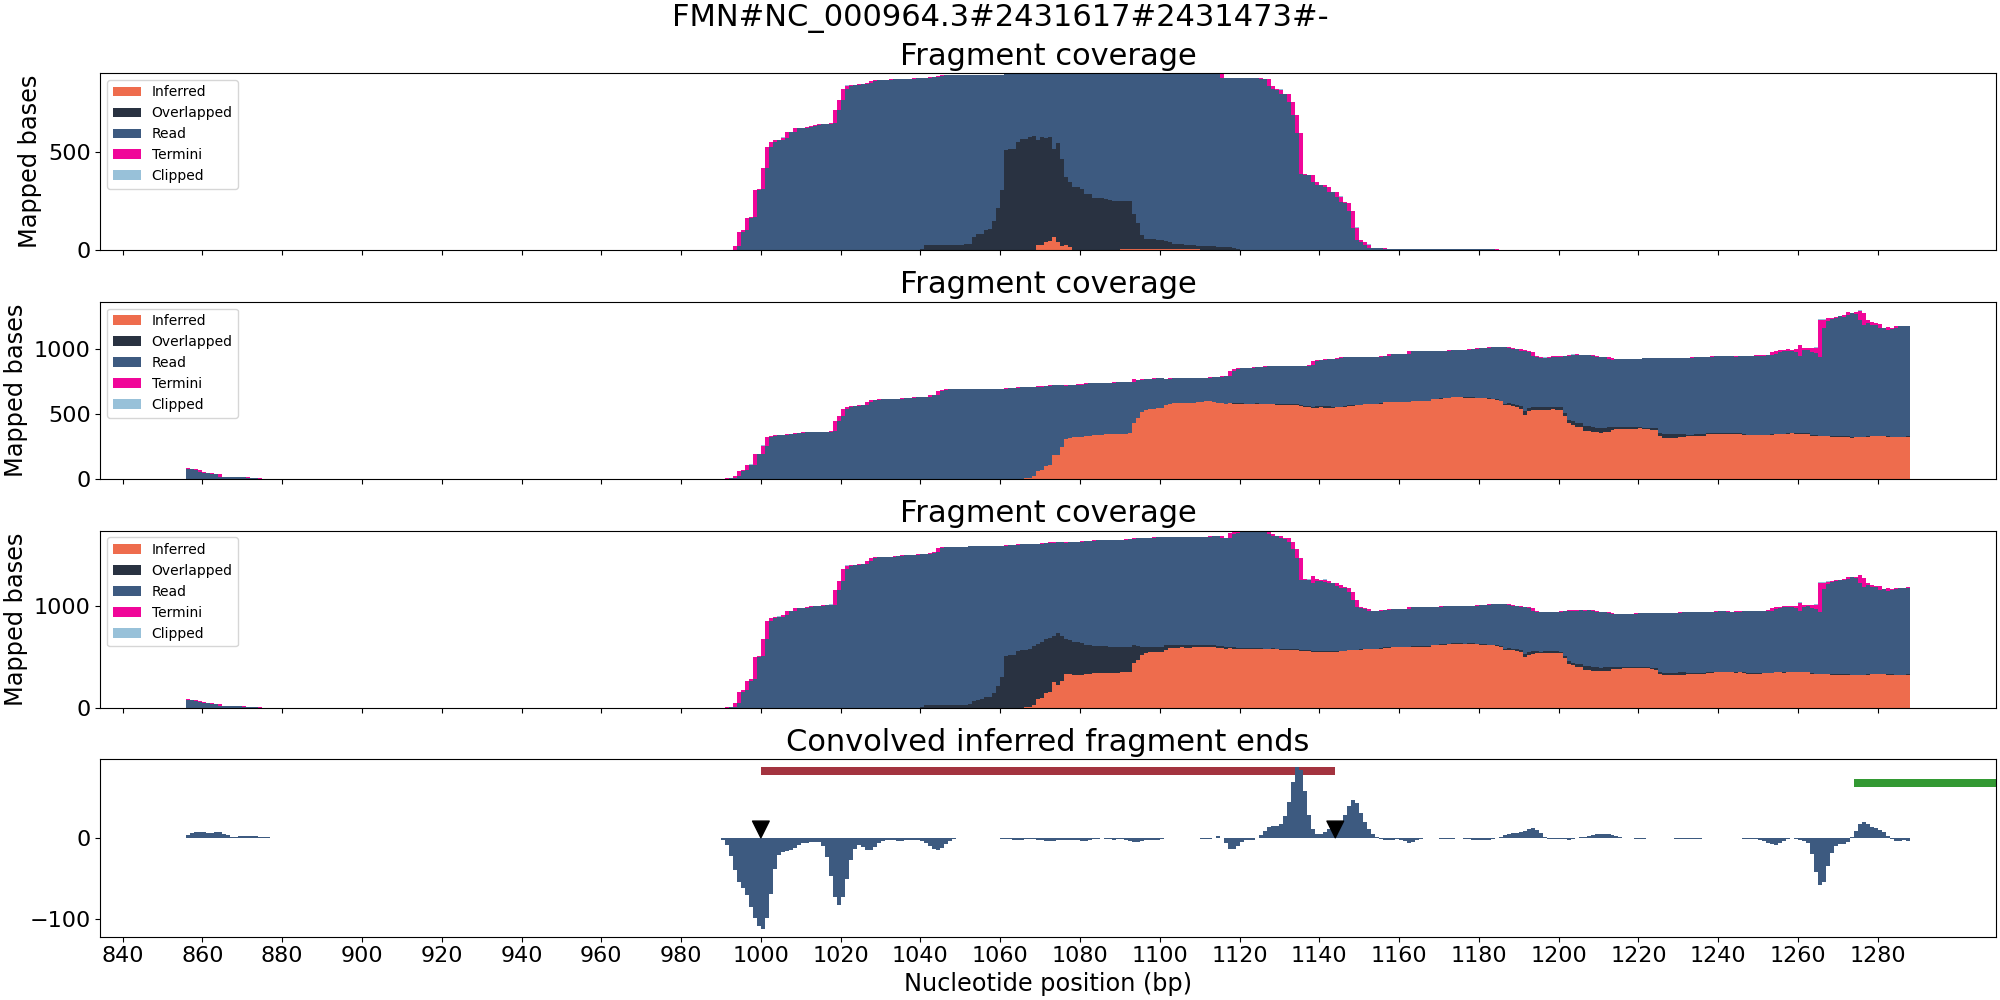 FMN#NC_000964.3#2431617#2431473#-
Fragment coverage
Mapped bases
500
0
Inferred
Overlapped
Read
Termini
Clipped
Fragment coverage
Mapped bases
1000
500
0
Inferred
Overlapped
Read
Termini
Clipped
Fragment coverage
Mapped bases
1000
0
Inferred
Overlapped
Read
Termini
Clipped
Convolved inferred fragment ends
0
−100
840 860 880 900 920 940 960 980 1000 1020 1040 1060 1080 1100 1120 1140 1160 1180 1200 1220 1240 1260 1280
Nucleotide position (bp)